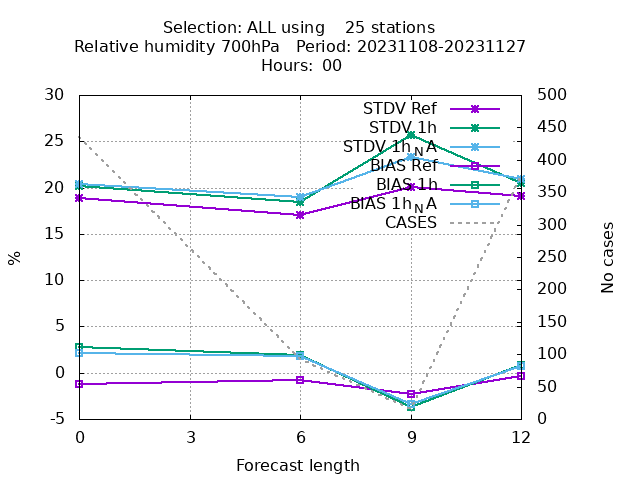 Selection: ALL using    25 stations
Relative humidity 700hPa   Period: 20231108-20231127
Hours: 00
30
25
20
15
10
5
0
-5
%
500
450
400
350
300
250
200
150
100
50
0
No cases
STDV Ref
STDV 1h
STDV 1h_N A
BIAS Ref
BIAS 1h
BIAS 1h_N A
CASES
0 3 6 9 12
Forecast length